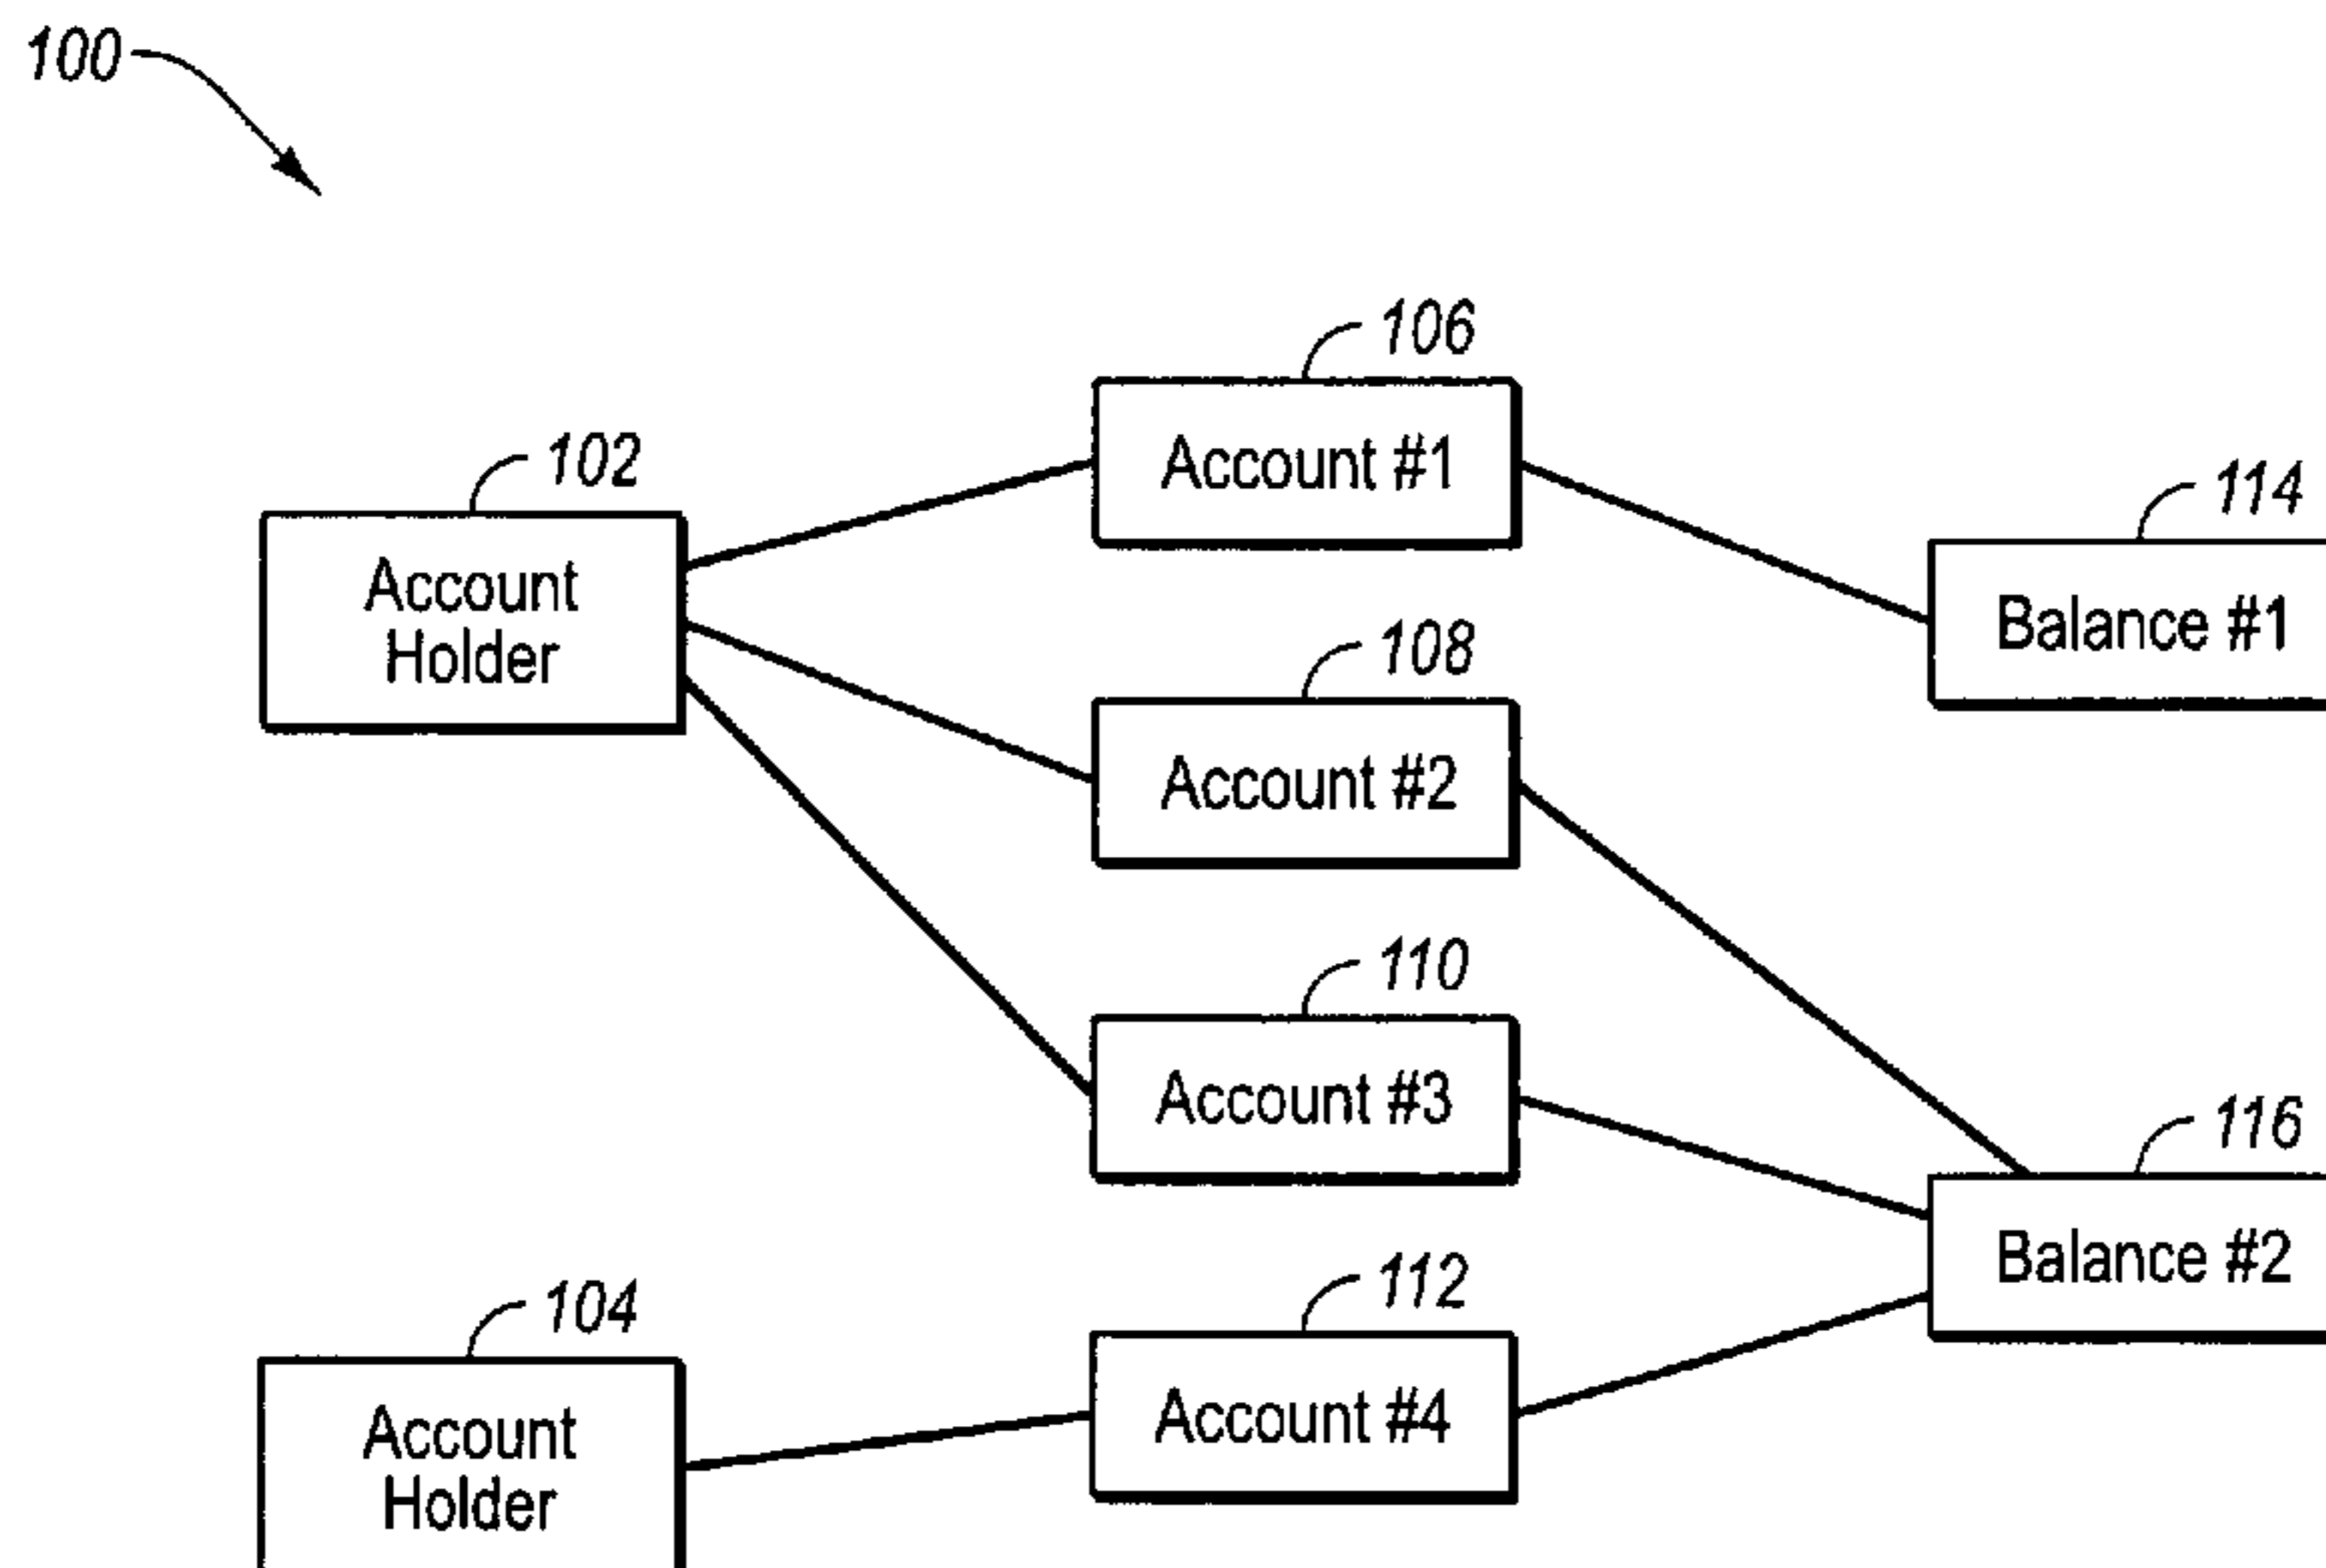 100
106
Account #1
102
Account
Holder
114
Balance #1
108
Account #2
110
Account #3
116
Balance #2
112
Account #4
104
Account
Holder